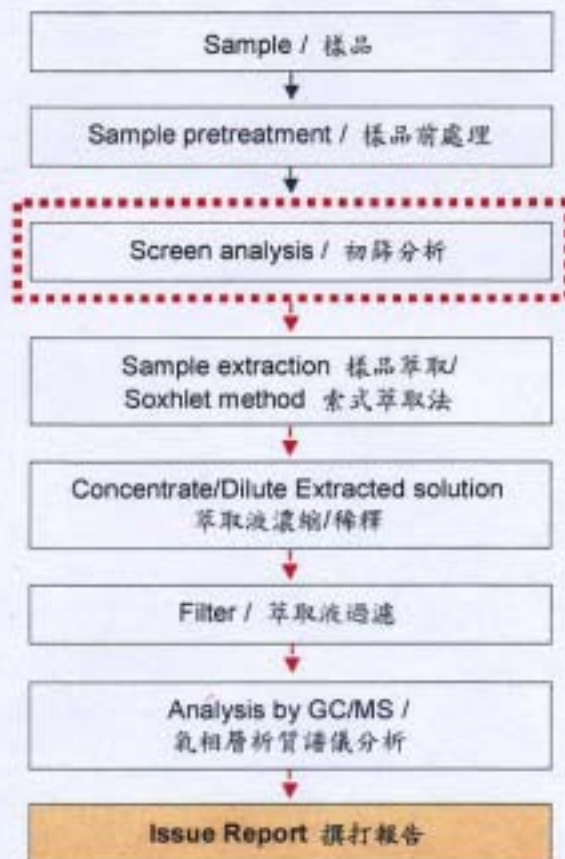 Sample / 樣品
Sample pretreatment / 樣品前處理
Screen analysis / 初篩分析
Sample extraction 樣品萃取/
Soxhlet method 索式萃取法
Concentrate/Dilute Extracted solution
萃取液濃縮/稀釋
Filter / 萃取液過濾
Analysis by GC/MS /
氣相層析質譜儀分析
Issue Report 撰打報告